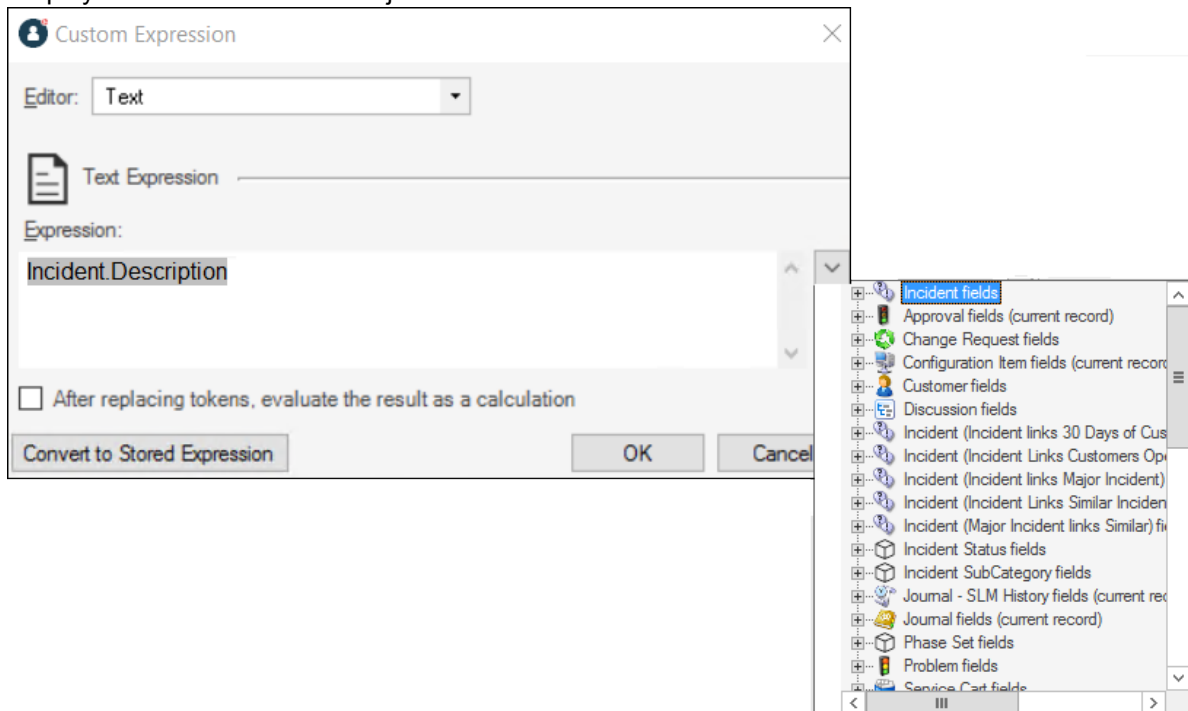 Custom Expression
Editor: Text
Text Expression
Expression:
Incident.Description
After replacing tokens, evaluate the result as a calculation
Convert to Stored Expression OK Cancel
Incident fields
Approval fields (current record)
Change Request fields
Configuration Item fields (current record
Customer fields
Discussion fields
Incident (Incident links 30 Days of Cus
Incident (Incident Links Customers Ope
Incident (Incident links Major Incident)
Incident (Incident Links Similar Inciden
Incident (Major Incident links Similar) fi
Incident Status fields
Incident SubCategory fields
Journal - SLM History fields (current rec
Journal fields (current record)
Phase Set fields
Problem fields
Service Cart fields